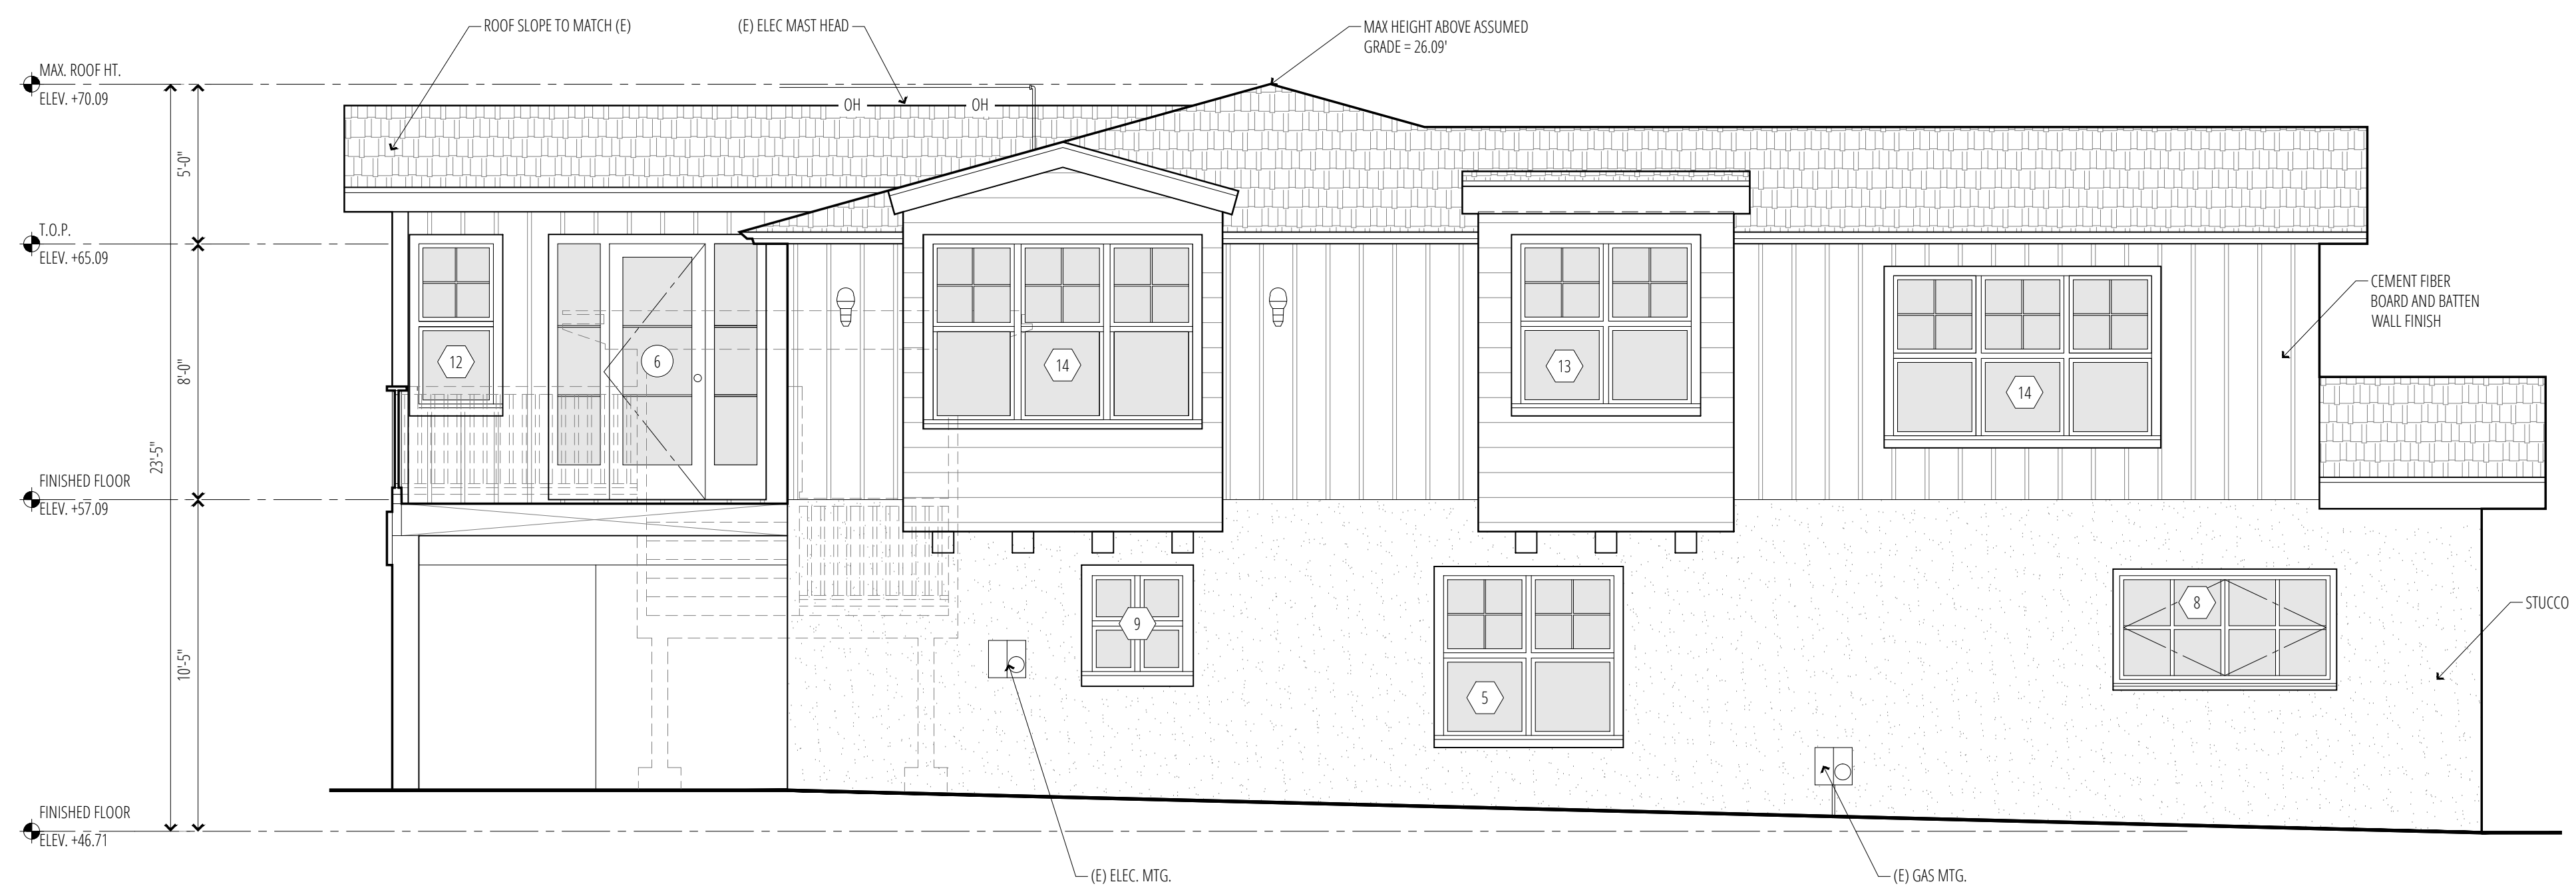 ROOF SLOPE TO MATCH (E)
(E) ELEC MAST HEAD
MAX HEIGHT ABOVE ASSUMED
GRADE = 26.09'
MAX. ROOF HT.
ELEV. +70.09
OH
OH
5'-0"
T.O.P.
ELEV. +65.09
CEMENT FIBER
BOARD AND BATTEN
WALL FINISH
8'-0"
12
6
14
13
14
23'-5"
FINISHED FLOOR
ELEV. +57.09
9
8
STUCCO
10'-5"
5
FINISHED FLOOR
ELEV. +46.71
(E) ELEC. MTG.
(E) GAS MTG.